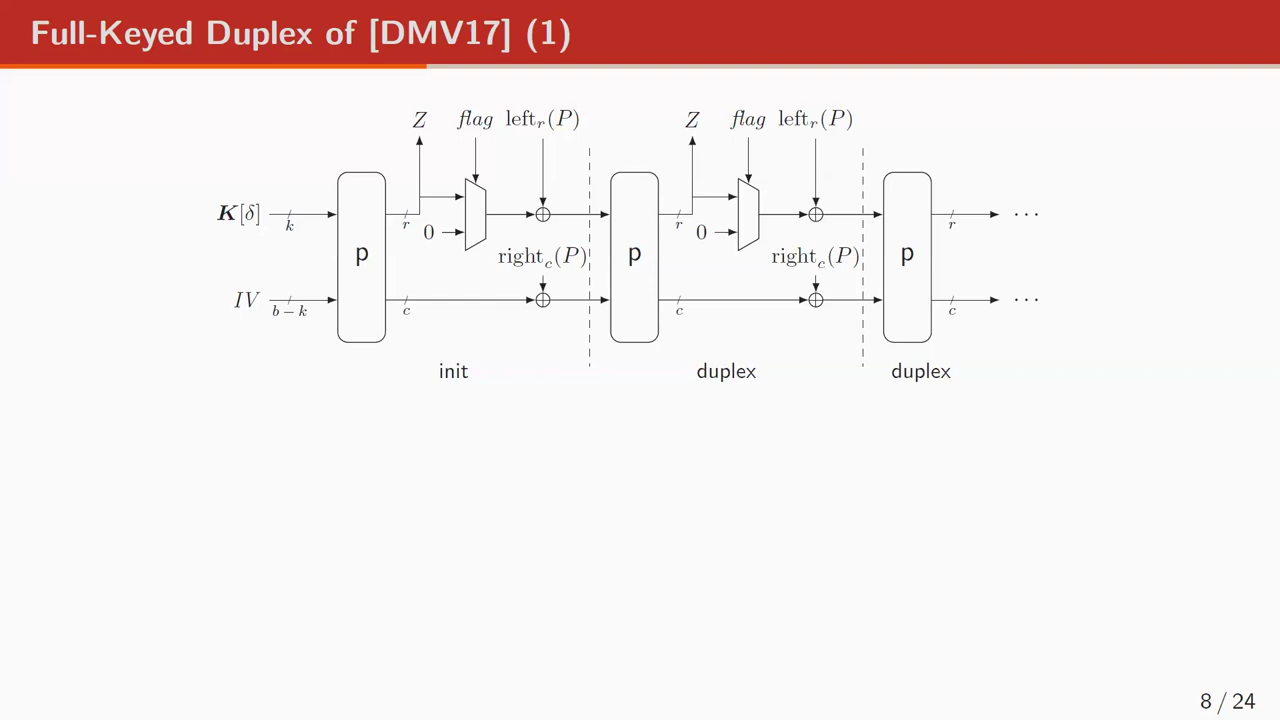 Full-Keyed Duplex of [DMV17] (1)
Z flag left_r(P) Z flag left_r(P)
K[δ] k p r 0 p r 0 p r ···
right_c(P) right_c(P)
IV b − k c c c ···
init duplex duplex
8 / 24